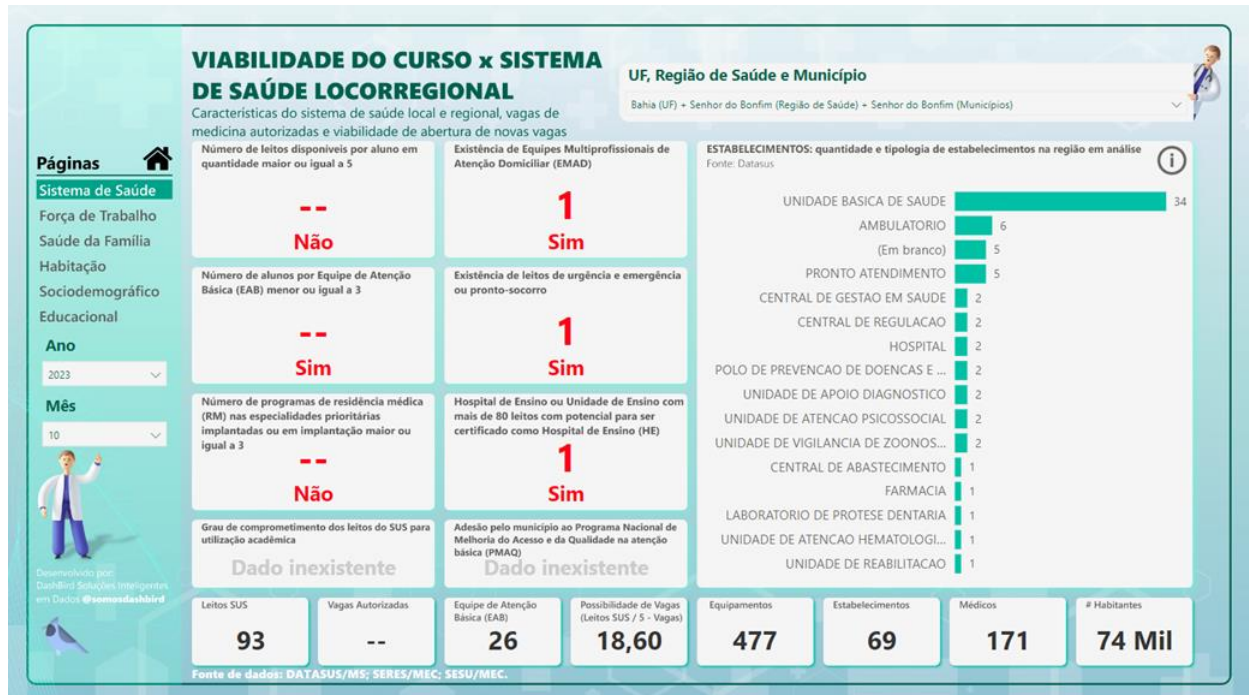 VIABILIDADE DO CURSO x SISTEMA
DE SAÚDE LOCORREGIONAL
Características do sistema de saúde local e regional, vagas de
medicina autorizadas e viabilidade de abertura de novas vagas
UF, Região de Saúde e Município
Bahia (UF) + Senhor do Bonfim (Região de Saúde) + Senhor do Bonfim (Municípios)
Páginas
Sistema de Saúde
Força de Trabalho
Saúde da Família
Habitação
Sociodemográfico
Educacional
Ano
2023
Mês
10
Desenvolvido por:
DashBird Soluções Inteligentes
em Dados @somosdashbird
Número de leitos disponíveis por aluno em
quantidade maior ou igual a 5
--
Não
Existência de Equipes Multiprofissionais de
Atenção Domiciliar (EMAD)
1
Sim
Número de alunos por Equipe de Atenção
Básica (EAB) menor ou igual a 3
--
Sim
Existência de leitos de urgência e emergência
ou pronto-socorro
1
Sim
Número de programas de residência médica
(RM) nas especialidades prioritárias
implantadas ou em implantação maior ou
igual a 3
--
Não
Hospital de Ensino ou Unidade de Ensino com
mais de 80 leitos com potencial para ser
certificado como Hospital de Ensino (HE)
1
Sim
Grau de comprometimento dos leitos do SUS para
utilização acadêmica
Dado inexistente
Adesão pelo município ao Programa Nacional de
Melhoria do Acesso e da Qualidade na atenção
básica (PMAQ)
Dado inexistente
ESTABELECIMENTOS: quantidade e tipologia de estabelecimentos na região em análise
Fonte: Datasus
UNIDADE BASICA DE SAUDE 34
AMBULATORIO 6
(Em branco) 5
PRONTO ATENDIMENTO 5
CENTRAL DE GESTAO EM SAUDE 2
CENTRAL DE REGULACAO 2
HOSPITAL 2
POLO DE PREVENCAO DE DOENCAS E ... 2
UNIDADE DE APOIO DIAGNOSTICO 2
UNIDADE DE ATENCAO PSICOSSOCIAL 2
UNIDADE DE VIGILANCIA DE ZOONOS... 2
CENTRAL DE ABASTECIMENTO 1
FARMACIA 1
LABORATORIO DE PROTESE DENTARIA 1
UNIDADE DE ATENCAO HEMATOLOGI... 1
UNIDADE DE REABILITACAO 1
Leitos SUS
93
Vagas Autorizadas
--
Equipe de Atenção
Básica (EAB)
26
Possibilidade de Vagas
(Leitos SUS / 5 - Vagas)
18,60
Equipamentos
477
Estabelecimentos
69
Médicos
171
# Habitantes
74 Mil
Fonte de dados: DATASUS/MS; SERES/MEC; SESU/MEC.